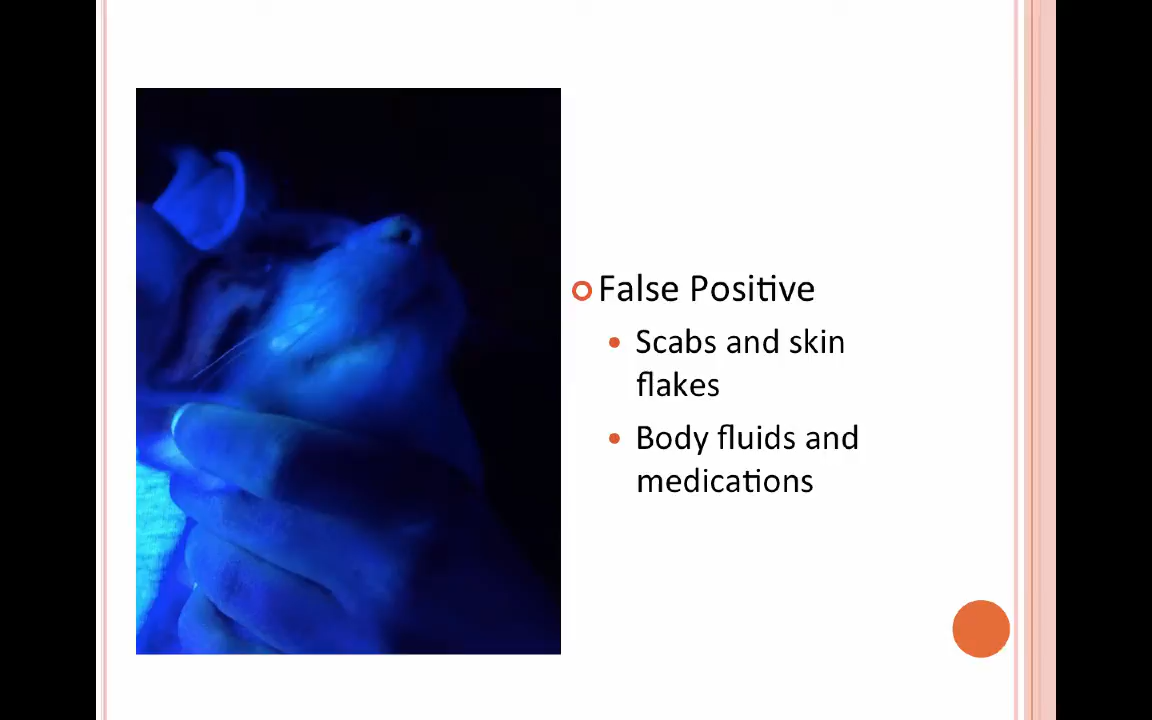 False Positive
Scabs and skin
flakes
Body fluids and
medications